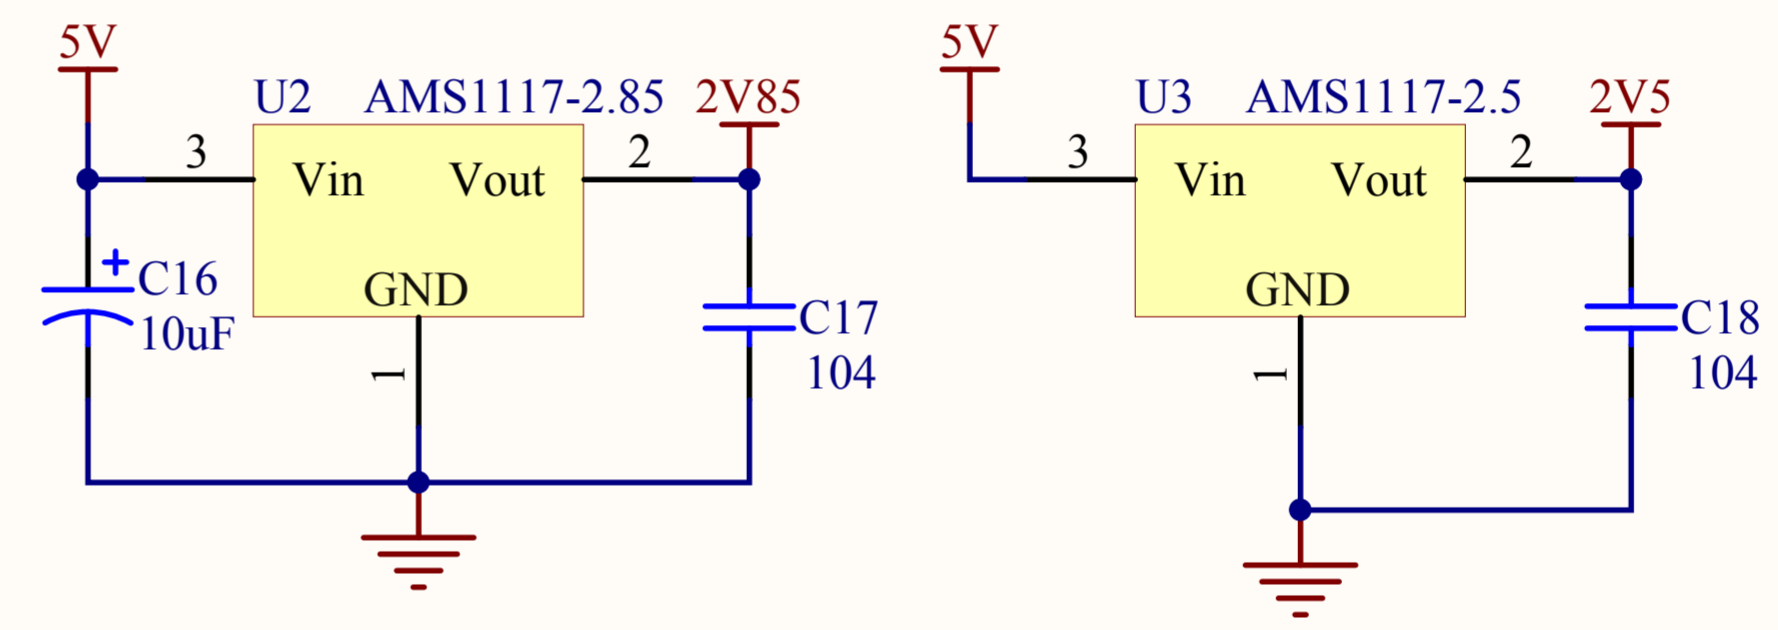 5V
U2 AMS1117-2.85 2V85
3 Vin Vout 2
GND
+ C16
10uF
C17
104
1
5V
U3 AMS1117-2.5 2V5
3 Vin Vout 2
GND
C18
104
1